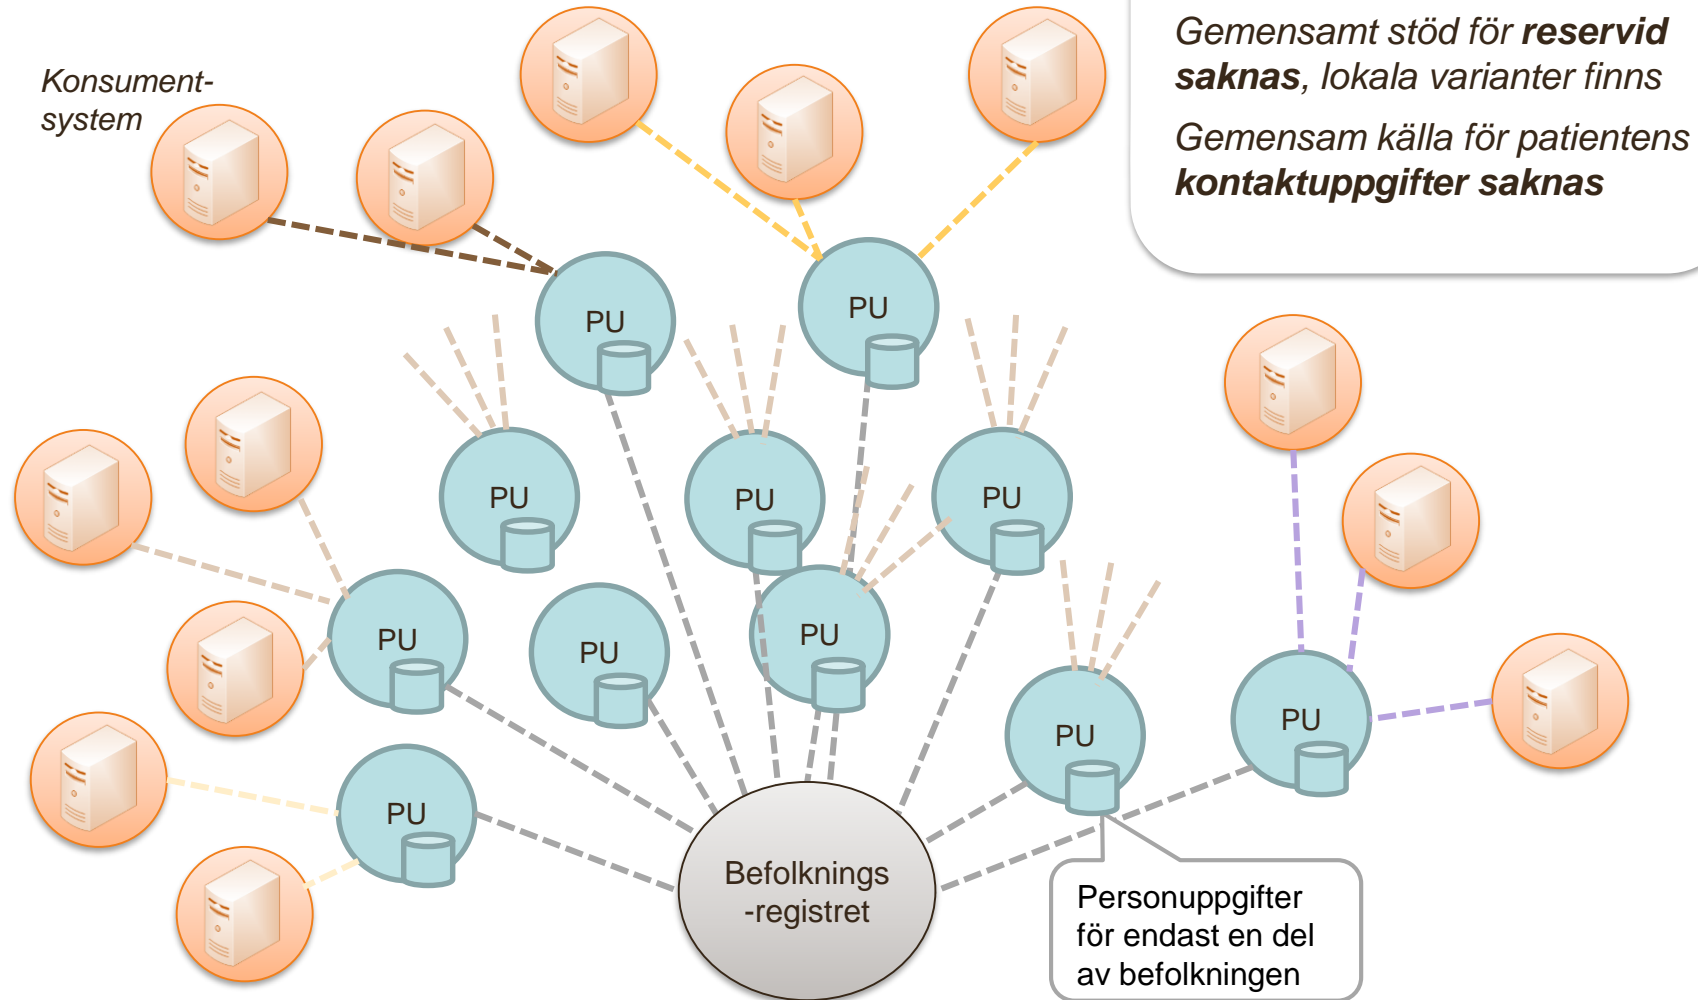 Gemensamt stöd för reservid
saknas, lokala varianter finns
Gemensam källa för patientens
kontaktuppgifter saknas
Konsument-
system
PU
PU
PU
PU
PU
PU
PU
PU
PU
PU
PU
Befolknings
-registret
Personuppgifter
för endast en del
av befolkningen